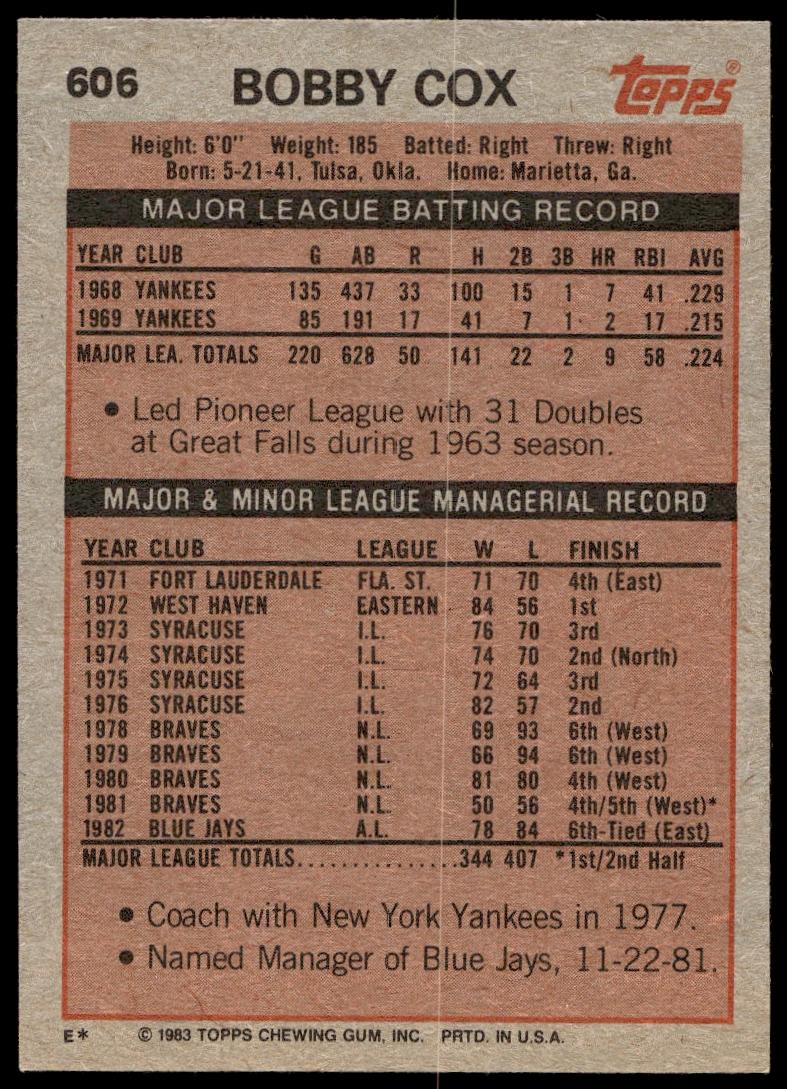 606 BOBBY COX Topps®
Height: 6'0" Weight: 185 Batted: Right Threw: Right
Born: 5-21-41, Tulsa, Okla. Home: Marietta, Ga.
MAJOR LEAGUE BATTING RECORD
YEAR CLUB G AB R H 2B 3B HR RBI AVG
1968 YANKEES 135 437 33 100 15 1 7 41 .229
1969 YANKEES 85 191 17 41 7 1 2 17 .215
MAJOR LEA. TOTALS 220 628 50 141 22 2 9 58 .224
• Led Pioneer League with 31 Doubles
at Great Falls during 1963 season.
MAJOR & MINOR LEAGUE MANAGERIAL RECORD
YEAR CLUB LEAGUE W L FINISH
1971 FORT LAUDERDALE FLA. ST. 71 70 4th (East)
1972 WEST HAVEN EASTERN 84 56 1st
1973 SYRACUSE I.L. 76 70 3rd
1974 SYRACUSE I.L. 74 70 2nd (North)
1975 SYRACUSE I.L. 72 64 3rd
1976 SYRACUSE I.L. 82 57 2nd
1978 BRAVES N.L. 69 93 6th (West)
1979 BRAVES N.L. 66 94 6th (West)
1980 BRAVES N.L. 81 80 4th (West)
1981 BRAVES N.L. 50 56 4th/5th (West)*
1982 BLUE JAYS A.L. 78 84 6th-Tied (East)
MAJOR LEAGUE TOTALS...............344 407 *1st/2nd Half
• Coach with New York Yankees in 1977.
• Named Manager of Blue Jays, 11-22-81.
E* © 1983 TOPPS CHEWING GUM, INC. PRTD. IN U.S.A.